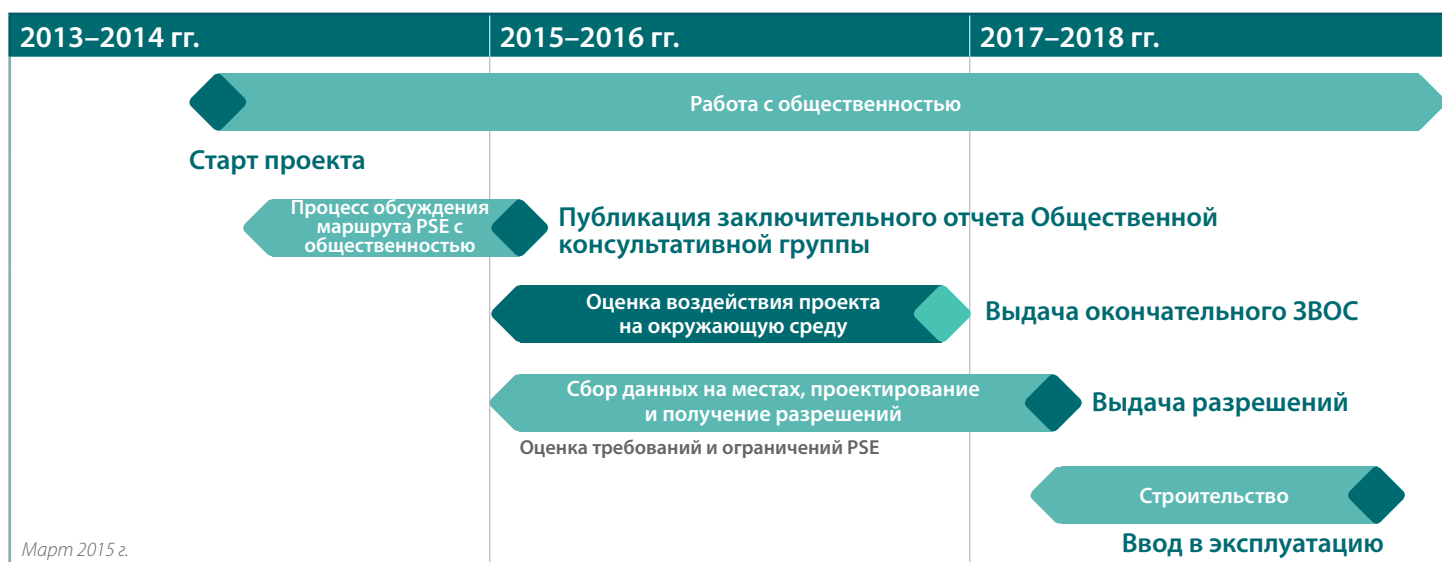 2013–2014 гг.
2015–2016 гг.
2017–2018 гг.
Работа с общественностью
Старт проекта
Процесс обсуждения
маршрута PSE с
общественностью
Публикация заключительного отчета Общественной
консультативной группы
Оценка воздействия проекта
на окружающую среду
Выдача окончательного ЗВОС
Сбор данных на местах, проектирование
и получение разрешений
Выдача разрешений
Оценка требований и ограничений PSE
Строительство
Ввод в эксплуатацию
Март 2015 г.